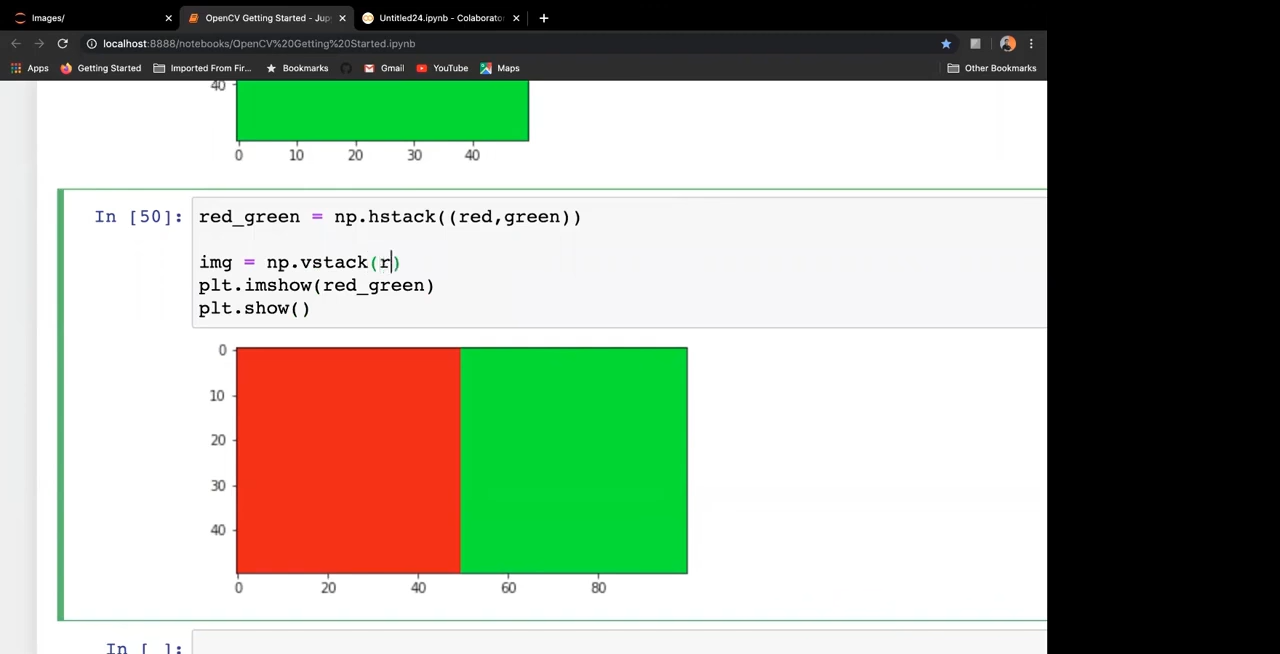 Images/
OpenCV Getting Started - Jup
Untitled24.ipynb - Colaborator
localhost:8888/notebooks/OpenCV%20Getting%20Started.ipynb
Apps
Getting Started
Imported From Fir...
Bookmarks
Gmail
YouTube
Maps
Other Bookmarks
40
0 10 20 30 40
In [50]:
red_green = np.hstack((red,green))
img = np.vstack(r)
plt.imshow(red_green)
plt.show()
0
10
20
30
40
0 20 40 60 80
In [ ]: